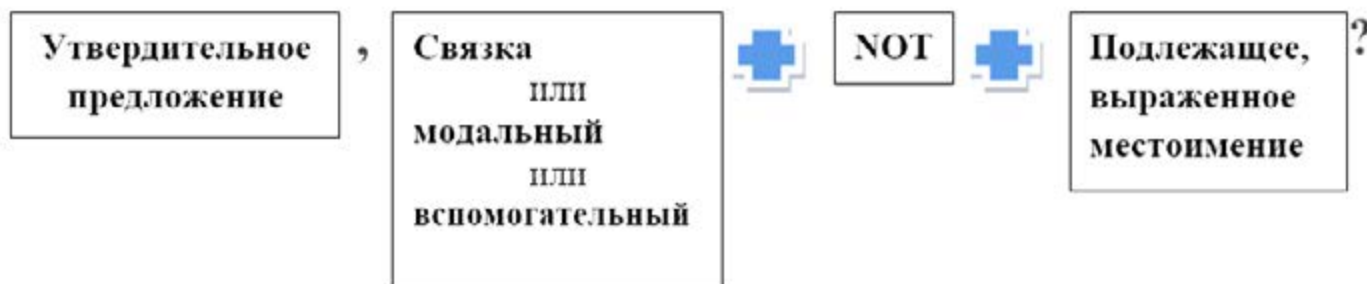 Утвердительное
предложение
,
Связка
или
модальный
или
вспомогательный
NOT
Подлежащее,
выраженное
местоимение
?